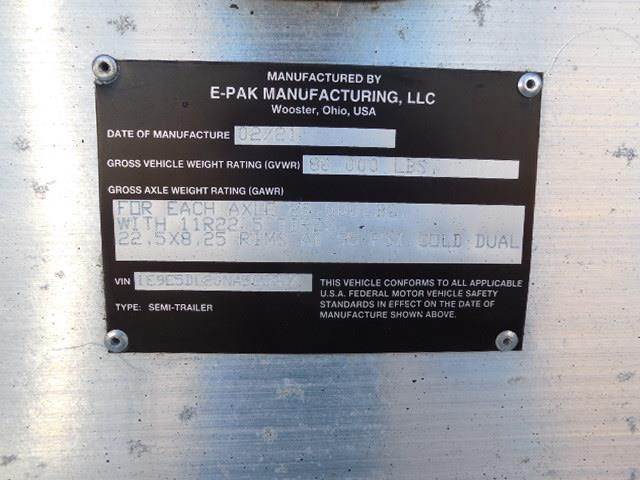 MANUFACTURED BY
E-PAK MANUFACTURING, LLC
Wooster, Ohio, USA
DATE OF MANUFACTURE 02/21
GROSS VEHICLE WEIGHT RATING (GVWR) 000 LBS.
GROSS AXLE WEIGHT RATING (GAWR)
FOR EACH AXLE
WITH 11R22.5
22.5X8.25 RIMS AT PSI COLD DUAL
VIN
THIS VEHICLE CONFORMS TO ALL APPLICABLE
U.S.A. FEDERAL MOTOR VEHICLE SAFETY
STANDARDS IN EFFECT ON THE DATE OF
MANUFACTURE SHOWN ABOVE.
TYPE: SEMI-TRAILER